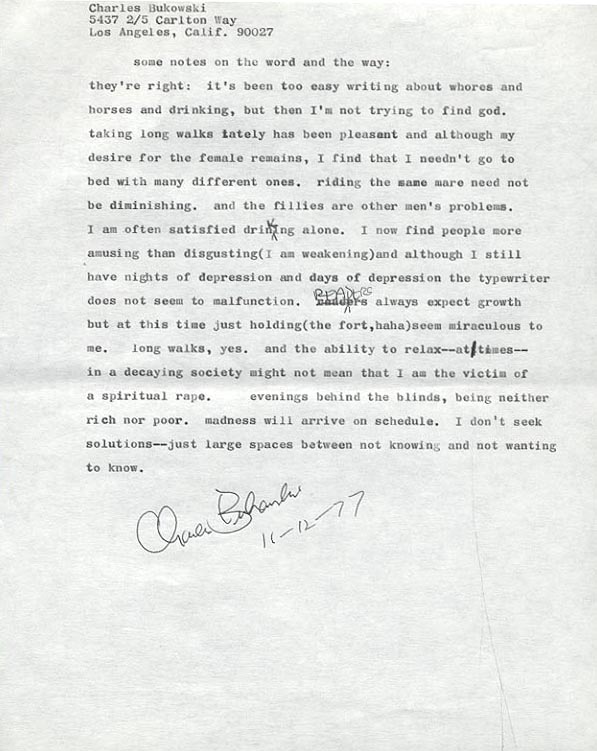 Charles Bukowski
5437 2/5 Carlton Way
Los Angeles, Calif. 90027
some notes on the word and the way:
they're right: it's been too easy writing about whores and
horses and drinking, but then I'm not trying to find god.
taking long walks lately has been pleasant and although my
desire for the female remains, I find that I needn't go to
bed with many different ones. riding the same mare need not
be diminishing. and the fillies are other men's problems.
I am often satisfied drinking alone. I now find people more
amusing than disgusting(I am weakening)and although I still
have nights of depression and days of depression the typewriter
does not seem to malfunction. READERS always expect growth
but at this time just holding(the fort,haha)seem miraculous to
me. long walks, yes. and the ability to relax--at/times--
in a decaying society might not mean that I am the victim of
a spiritual rape. evenings behind the blinds, being neither
rich nor poor. madness will arrive on schedule. I don't seek
solutions--just large spaces between not knowing and not wanting
to know.
Charles Bukowski
11-12-77